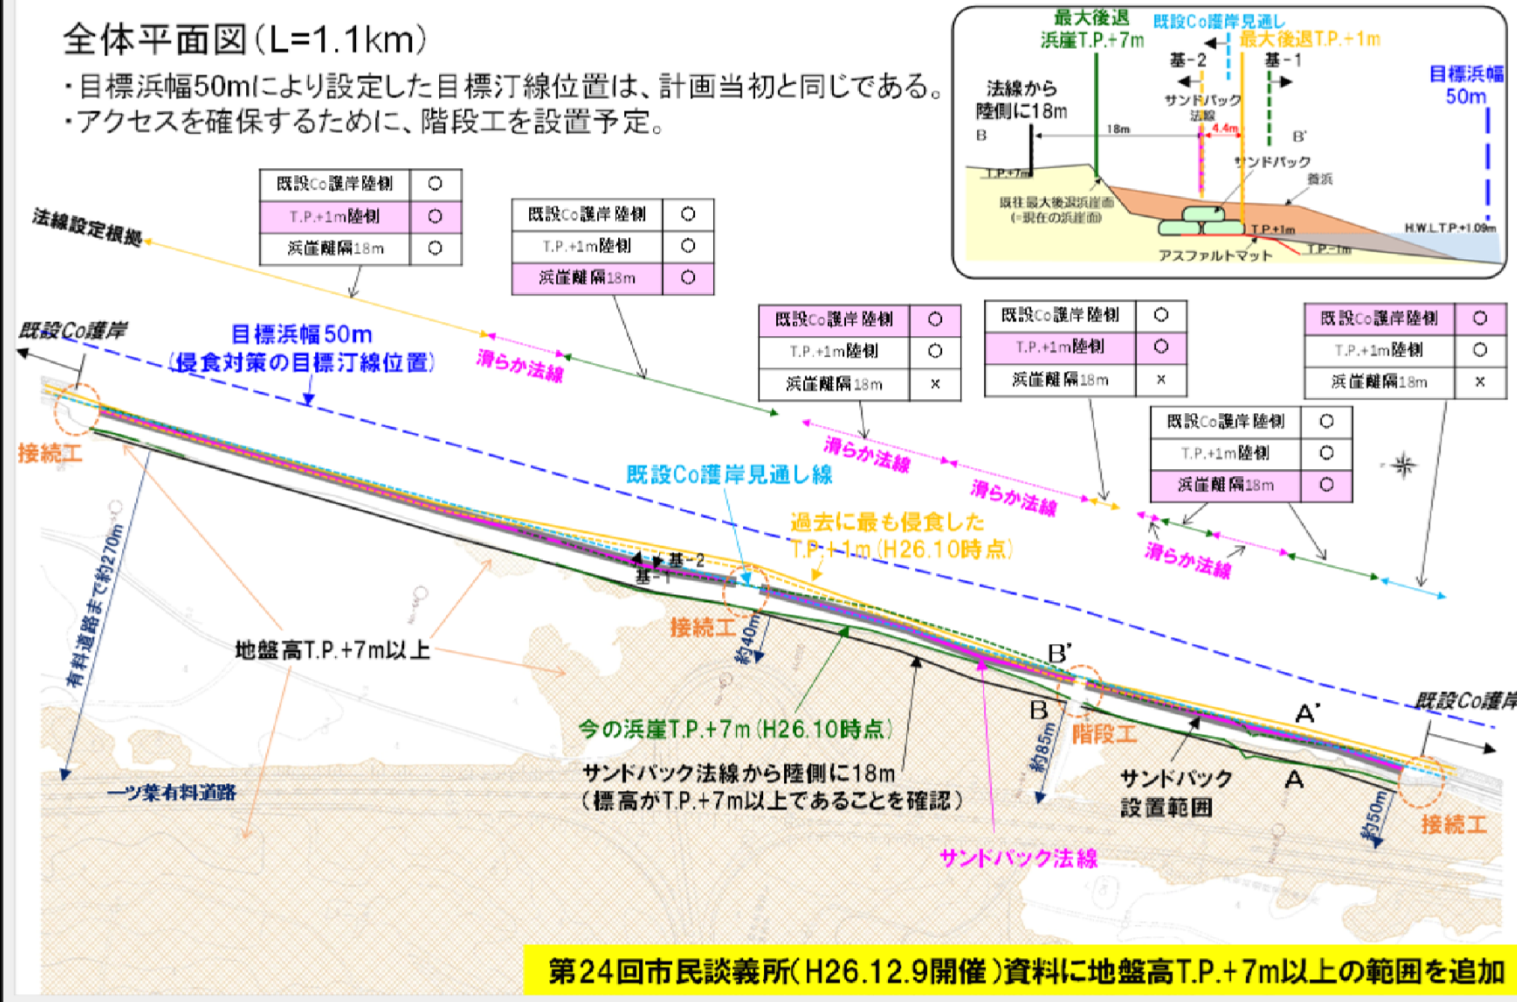 全体平面図(L=1.1km)
・目標浜幅50mにより設定した目標汀線位置は、計画当初と同じである。
・アクセスを確保するために、階段工を設置予定。
最大後退
浜崖T.P.+7m
既設Co護岸見通し
最大後退T.P.+1m
基-2
基-1
目標浜幅
50m
法線から
陸側に18m
サンドパック
法線
B
18m
4.4m
B'
サンドパック
養浜
T.P.+7m
既往最大後退浜崖面
(=現在の浜崖面)
T.P.+1m
H.W.L.T.P.+1.09m
アスファルトマット
T.P.-1m
法線設定根拠
既設Co護岸陸側 ○
T.P.+1m陸側 ○
浜崖離隔18m ○
既設Co護岸陸側 ○
T.P.+1m陸側 ○
浜崖離隔18m ○
既設Co護岸陸側 ○
T.P.+1m陸側 ○
浜崖離隔18m ×
既設Co護岸陸側 ○
T.P.+1m陸側 ○
浜崖離隔18m ×
既設Co護岸陸側 ○
T.P.+1m陸側 ○
浜崖離隔18m ×
既設Co護岸陸側 ○
T.P.+1m陸側 ○
浜崖離隔18m ○
既設Co護岸
目標浜幅50m
(侵食対策の目標汀線位置)
滑らか法線
滑らか法線
滑らか法線
滑らか法線
接続工
既設Co護岸見通し線
過去に最も侵食した
T.P.+1m(H26.10時点)
有料道路まで約270m
基-2
基-1
地盤高T.P.+7m以上
接続工
約40m
B'
B
階段工
約85m
A'
A
既設Co護岸
今の浜崖T.P.+7m(H26.10時点)
サンドパック法線から陸側に18m
(標高がT.P.+7m以上であることを確認)
サンドパック
設置範囲
一ツ葉有料道路
約50m
接続工
サンドパック法線
第24回市民談義所(H26.12.9開催)資料に地盤高T.P.+7m以上の範囲を追加